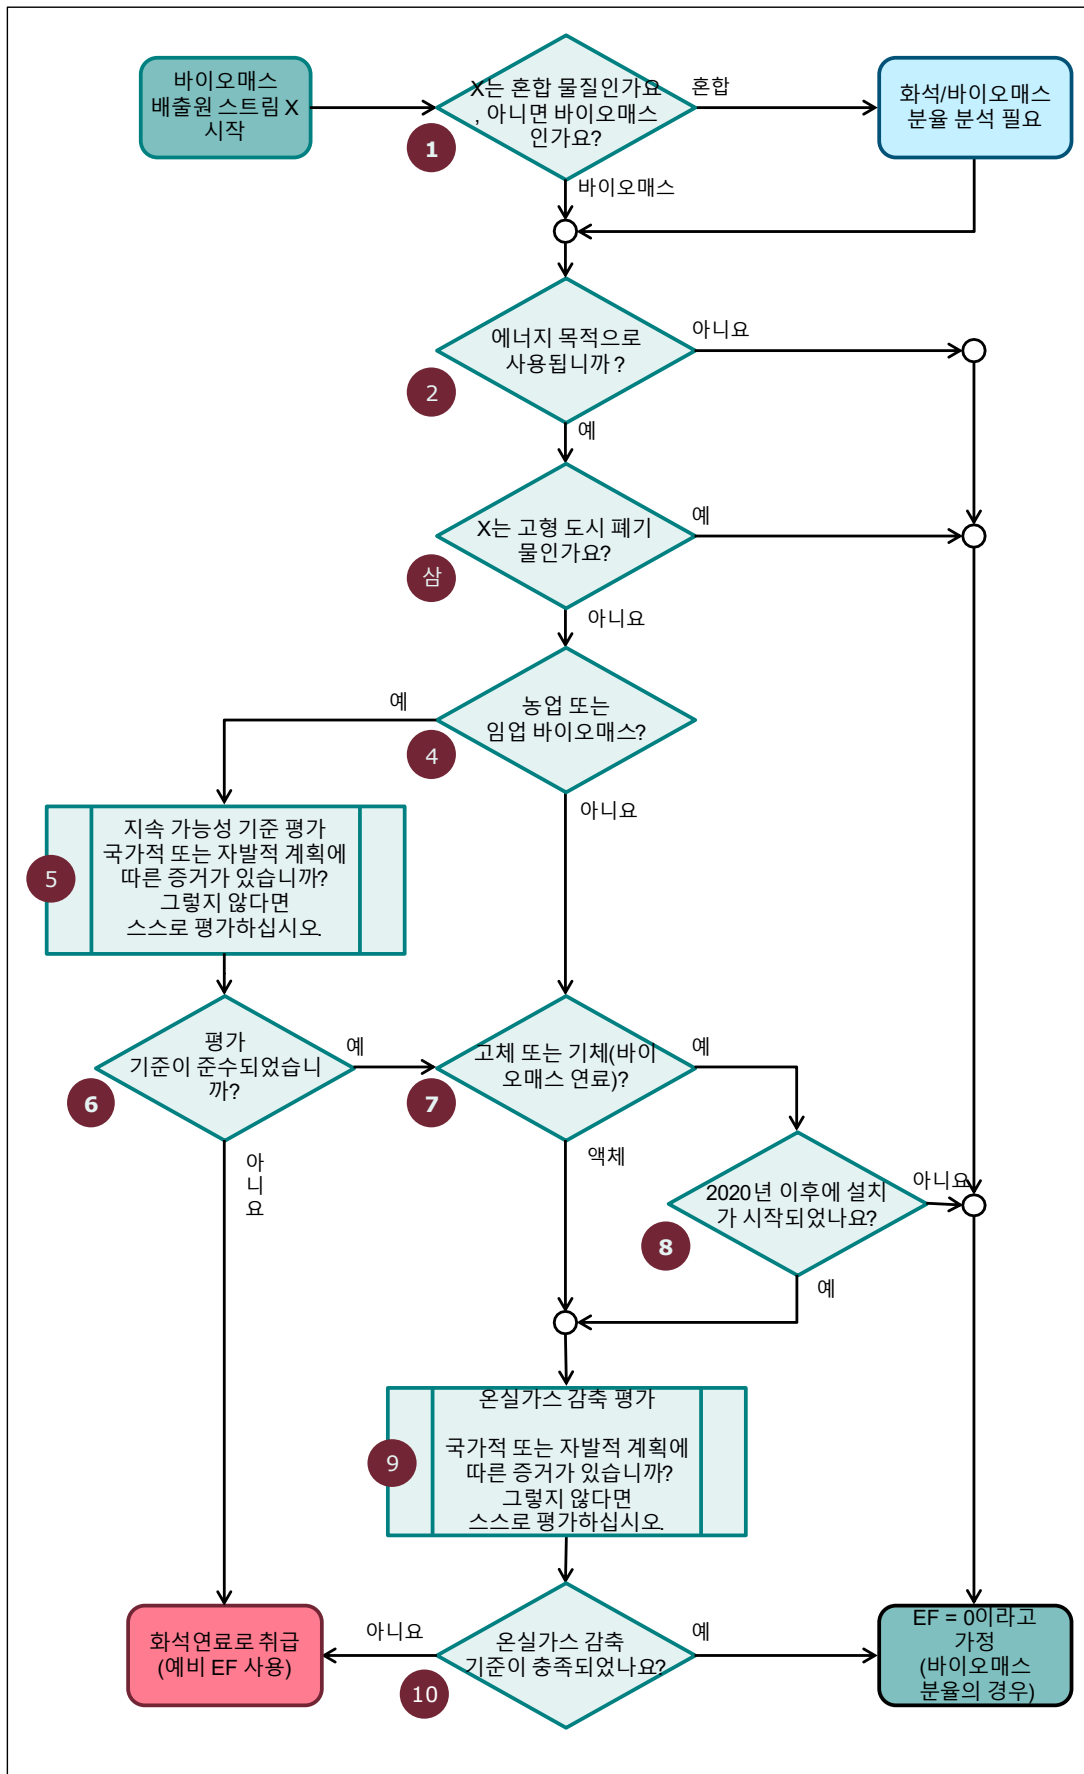 바이오매스
배출원 스트림 X
시작
X는 혼합 물질인가요
, 아니면 바이오매스
인가요?
1
혼합
화석/바이오매스
분율 분석 필요
바이오매스
에너지 목적으로
사용됩니까?
2
아니요
예
X는 고형 도시 폐기
물인가요?
삼
예
아니요
농업 또는
임업 바이오매스?
4
예
아니요
지속 가능성 기준 평가
국가적 또는 자발적 계획에
따른 증거가 있습니까?
그렇지 않다면
스스로 평가하십시오.
5
평가
기준이 준수되었습니
까?
6
예
아
니
요
고체 또는 기체(바이
오매스 연료)?
7
예
액체
2020년 이후에 설치
가 시작되었나요?
8
아니요
예
온실가스 감축 평가
국가적 또는 자발적 계획에
따른 증거가 있습니까?
그렇지 않다면
스스로 평가하십시오.
9
온실가스 감축
기준이 충족되었나요?
10
아니요
예
화석연료로 취급
(예비 EF 사용)
EF = 0이라고
가정
(바이오매스
분율의 경우)